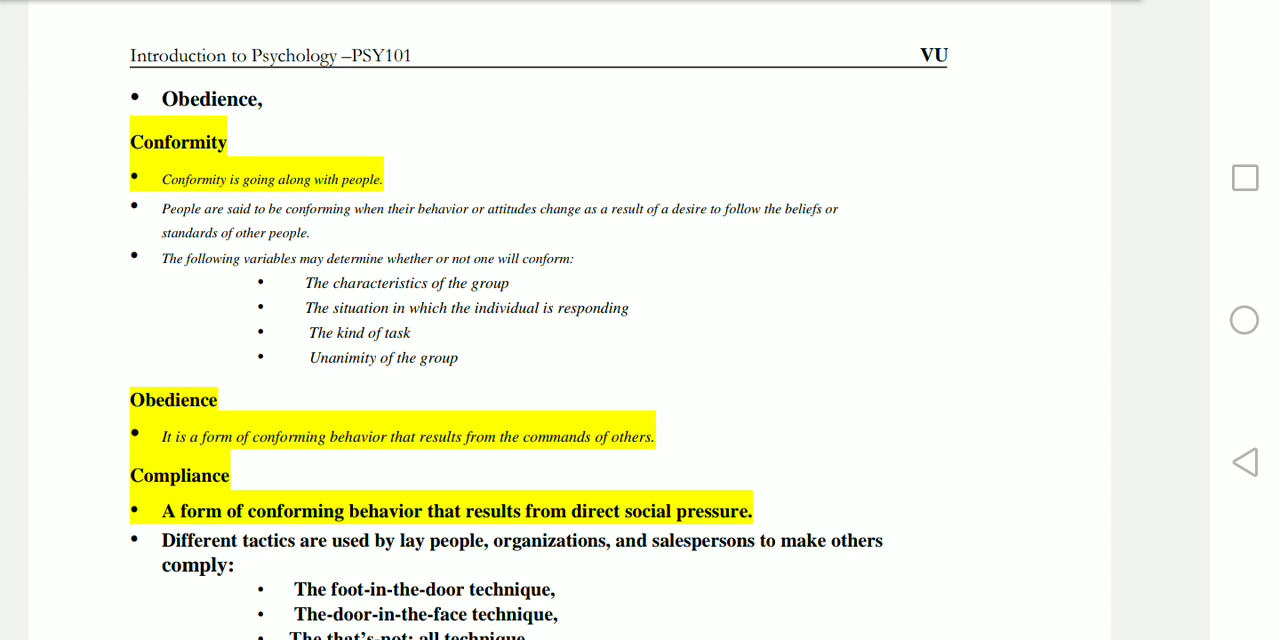 Introduction to Psychology –PSY101 VU
• Obedience,
Conformity
• Conformity is going along with people.
• People are said to be conforming when their behavior or attitudes change as a result of a desire to follow the beliefs or
standards of other people.
• The following variables may determine whether or not one will conform:
• The characteristics of the group
• The situation in which the individual is responding
• The kind of task
• Unanimity of the group
Obedience
• It is a form of conforming behavior that results from the commands of others.
Compliance
• A form of conforming behavior that results from direct social pressure.
• Different tactics are used by lay people, organizations, and salespersons to make others
comply:
• The foot-in-the-door technique,
• The-door-in-the-face technique,
• The that's-not: all technique